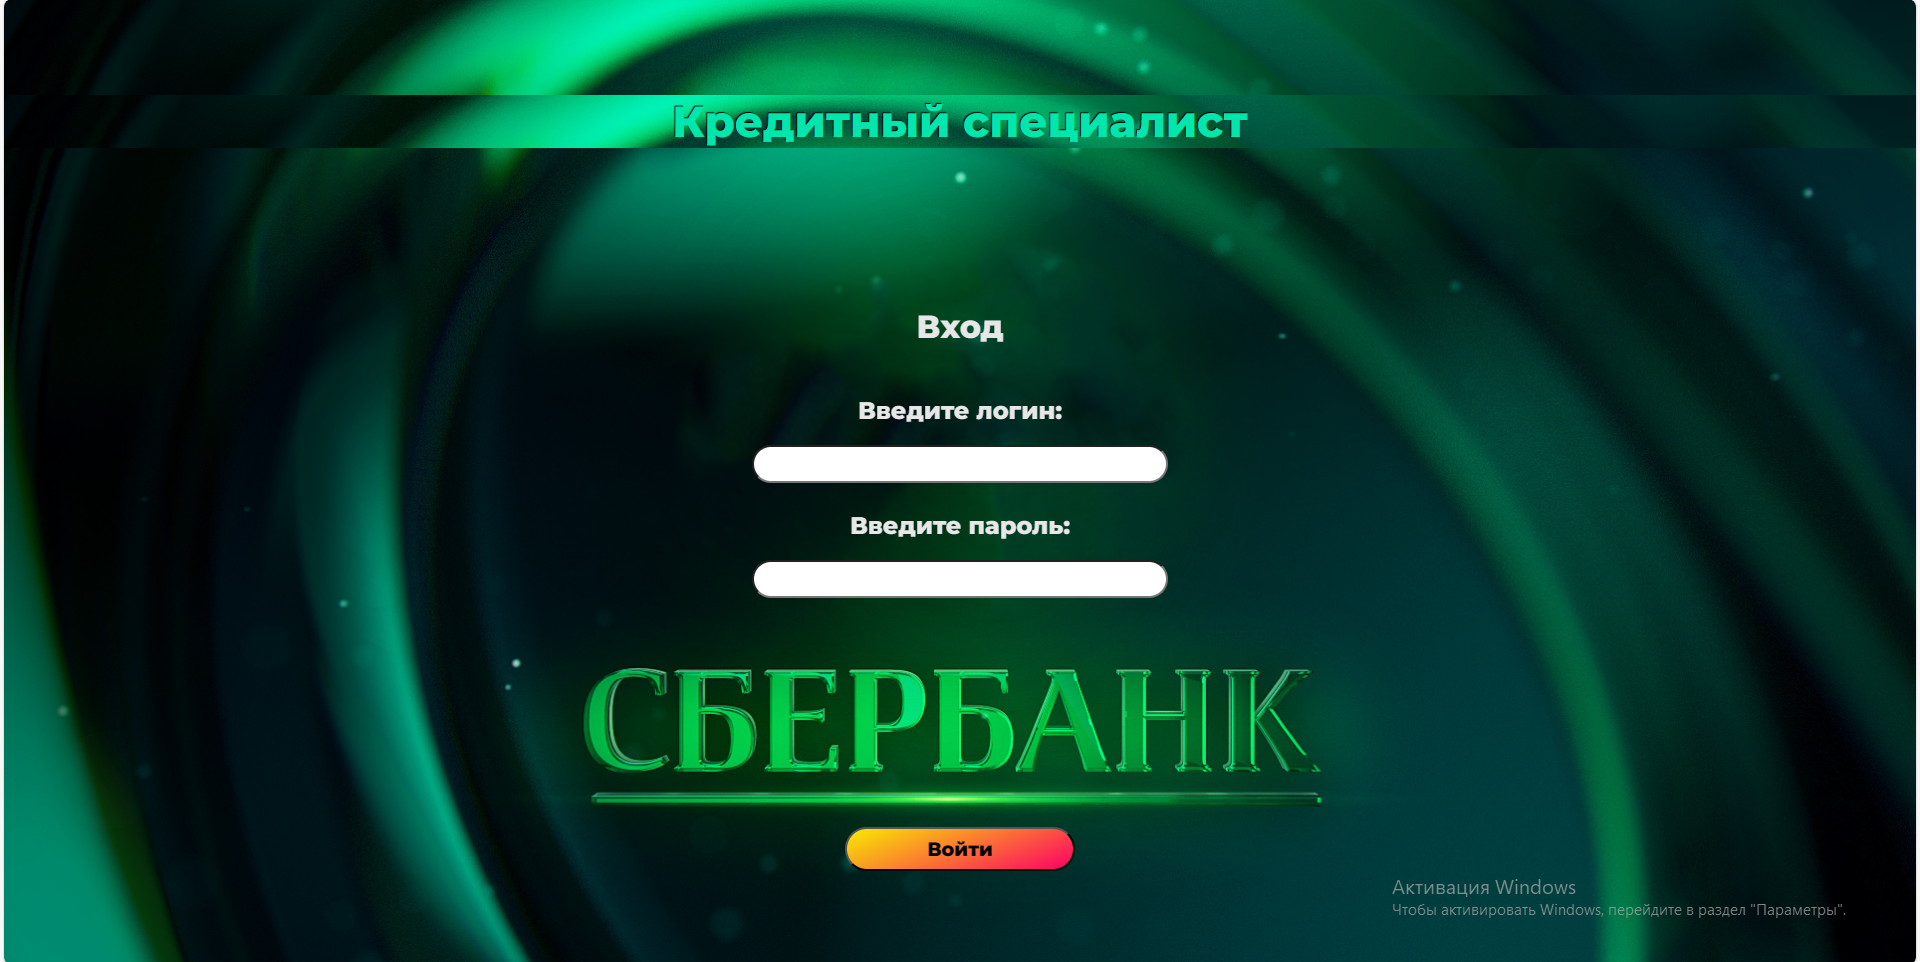 Кредитный специалист
Вход
Введите логин:
Введите пароль:
СБЕРБАНК
Войти
Активация Windows
Чтобы активировать Windows, перейдите в раздел "Параметры".